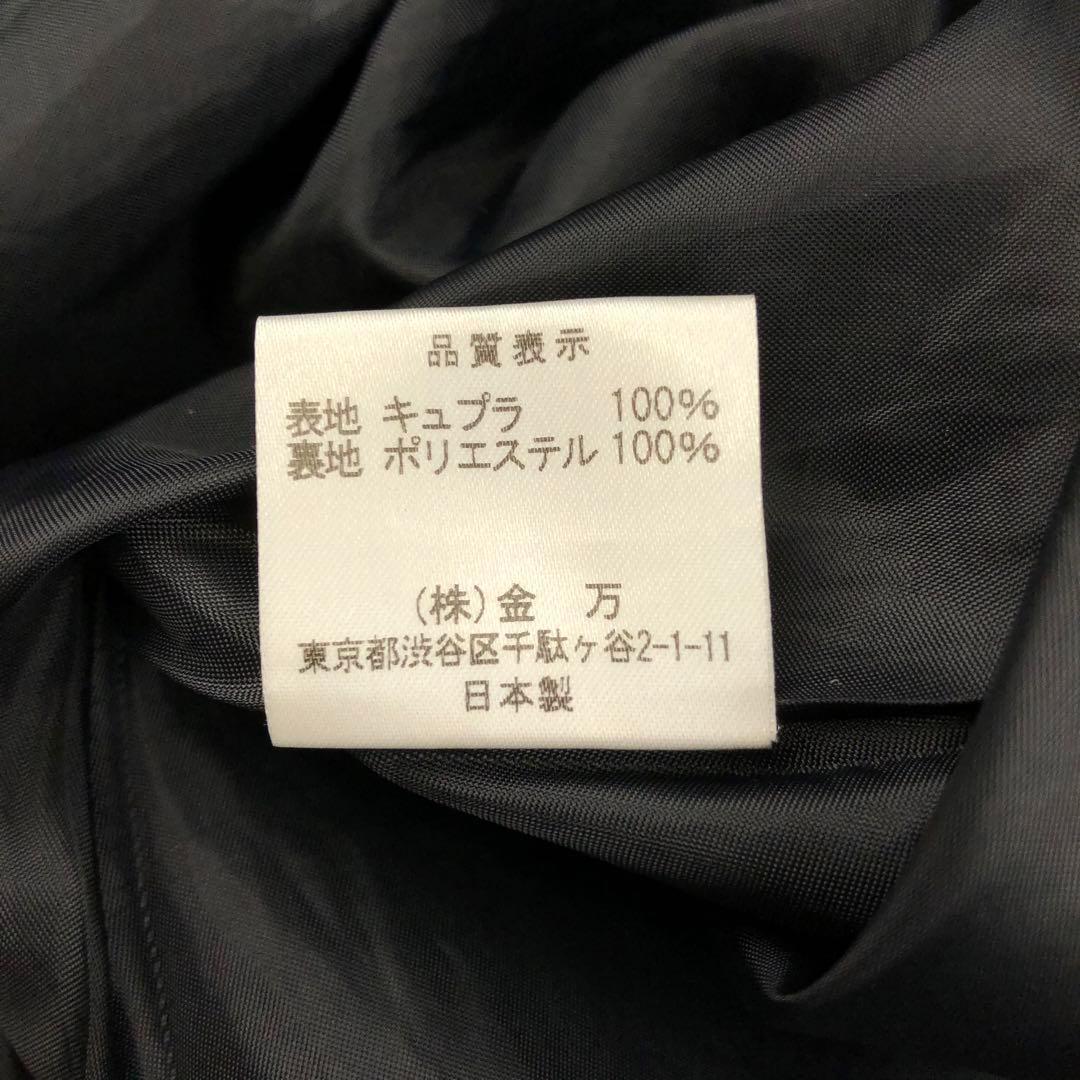 品質表示
表地 キュプラ 100%
裏地 ポリエステル 100%
(株)金 万
東京都渋谷区千駄ヶ谷2-1-11
日本製